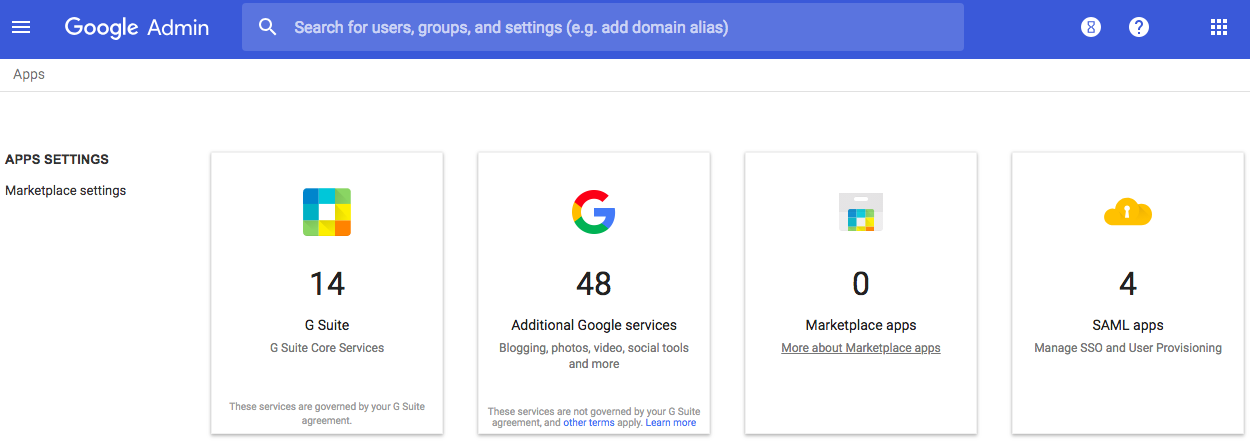 Google Admin
Search for users, groups, and settings (e.g. add domain alias)
Apps
APPS SETTINGS
Marketplace settings
14
G Suite
G Suite Core Services
These services are governed by your G Suite
agreement.
48
Additional Google services
Blogging, photos, video, social tools
and more
These services are not governed by your G Suite
agreement, and other terms apply. Learn more
0
Marketplace apps
More about Marketplace apps
4
SAML apps
Manage SSO and User Provisioning